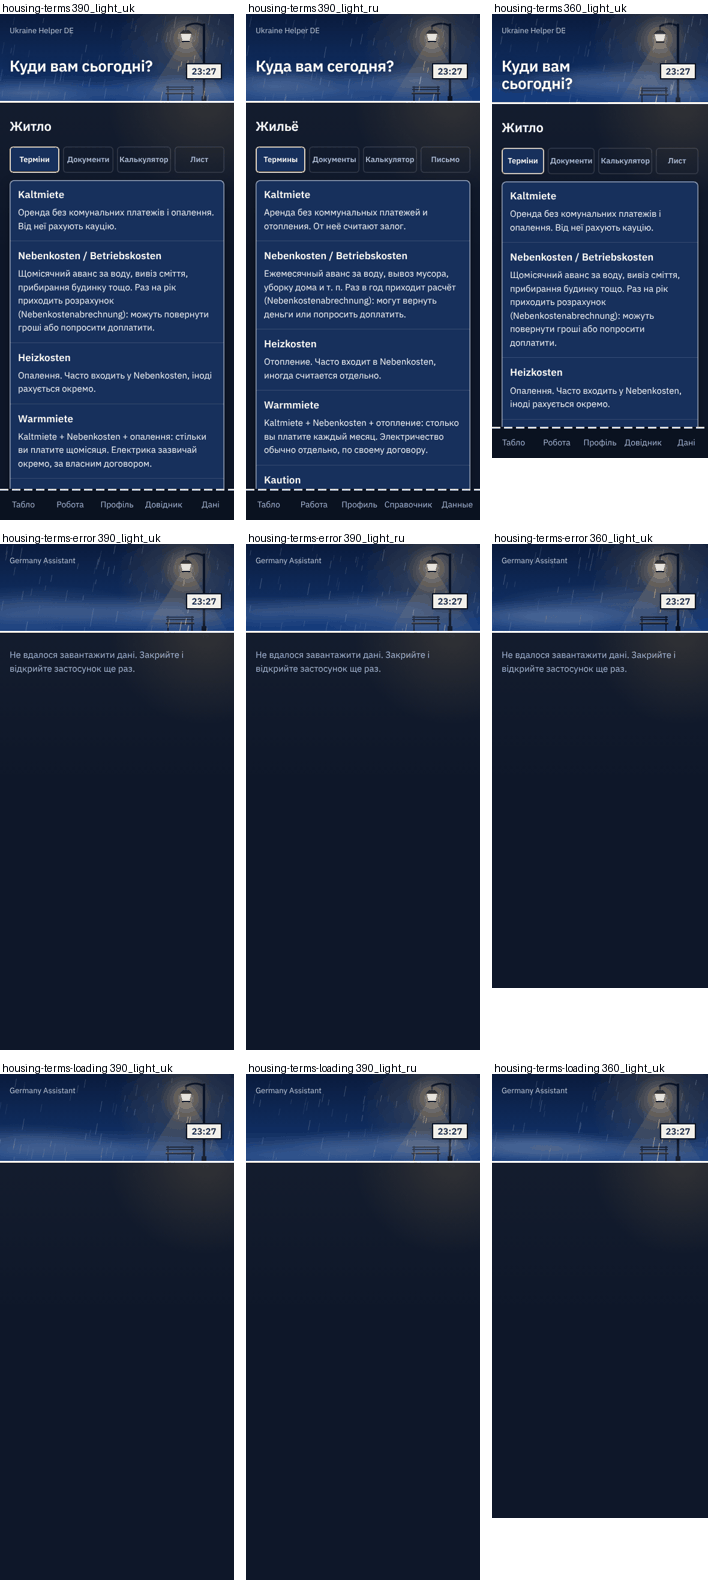 housing-terms 390_light_uk
Ukraine Helper DE
Куди вам сьогодні?
23:27
Житло
Терміни
Документи
Калькулятор
Лист
Kaltmiete
Оренда без комунальних платежів і опалення.
Від неї рахують кауцію.
Nebenkosten / Betriebskosten
Щомісячний аванс за воду, вивіз сміття,
прибирання будинку тощо. Раз на рік
приходить розрахунок
(Nebenkostenabrechnung): можуть повернути
гроші або попросити доплатити.
Heizkosten
Опалення. Часто входить у Nebenkosten, іноді
рахується окремо.
Warmmiete
Kaltmiete + Nebenkosten + опалення: стільки
ви платите щомісяця. Електрика зазвичай
окремо, за власним договором.
Табло
Робота
Профіль
Довідник
Дані
housing-terms 390_light_ru
Ukraine Helper DE
Куда вам сегодня?
23:27
Жильё
Термины
Документы
Калькулятор
Письмо
Kaltmiete
Аренда без коммунальных платежей и
отопления. От неё считают залог.
Nebenkosten / Betriebskosten
Ежемесячный аванс за воду, вывоз мусора,
уборку дома и т. п. Раз в год приходит расчёт
(Nebenkostenabrechnung): могут вернуть
деньги или попросить доплатить.
Heizkosten
Отопление. Часто входит в Nebenkosten,
иногда считается отдельно.
Warmmiete
Kaltmiete + Nebenkosten + отопление: столько
вы платите каждый месяц. Электричество
обычно отдельно, по своему договору.
Kaution
Табло
Работа
Профиль
Справочник
Данные
housing-terms 360_light_uk
Ukraine Helper DE
Куди вам
сьогодні?
23:27
Житло
Терміни
Документи
Калькулятор
Лист
Kaltmiete
Оренда без комунальних платежів і
опалення. Від неї рахують кауцію.
Nebenkosten / Betriebskosten
Щомісячний аванс за воду, вивіз сміття,
прибирання будинку тощо. Раз на рік
приходить розрахунок
(Nebenkostenabrechnung): можуть
повернути гроші або попросити
доплатити.
Heizkosten
Опалення. Часто входить у Nebenkosten,
іноді рахується окремо.
Табло
Робота
Профіль
Довідник
Дані
housing-terms-error 390_light_uk
Germany Assistant
23:27
Не вдалося завантажити дані. Закрийте і
відкрийте застосунок ще раз.
housing-terms-error 390_light_ru
Germany Assistant
23:27
Не вдалося завантажити дані. Закрийте і
відкрийте застосунок ще раз.
housing-terms-error 360_light_uk
Germany Assistant
23:27
Не вдалося завантажити дані. Закрийте і
відкрийте застосунок ще раз.
housing-terms-loading 390_light_uk
Germany Assistant
23:27
housing-terms-loading 390_light_ru
Germany Assistant
23:27
housing-terms-loading 360_light_uk
Germany Assistant
23:27